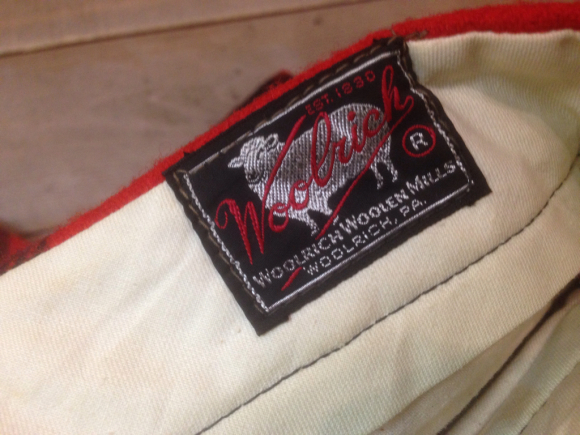 EST. 1830
Woolrich
®
WOOLRICH WOOLEN MILLS
WOOLRICH, PA.